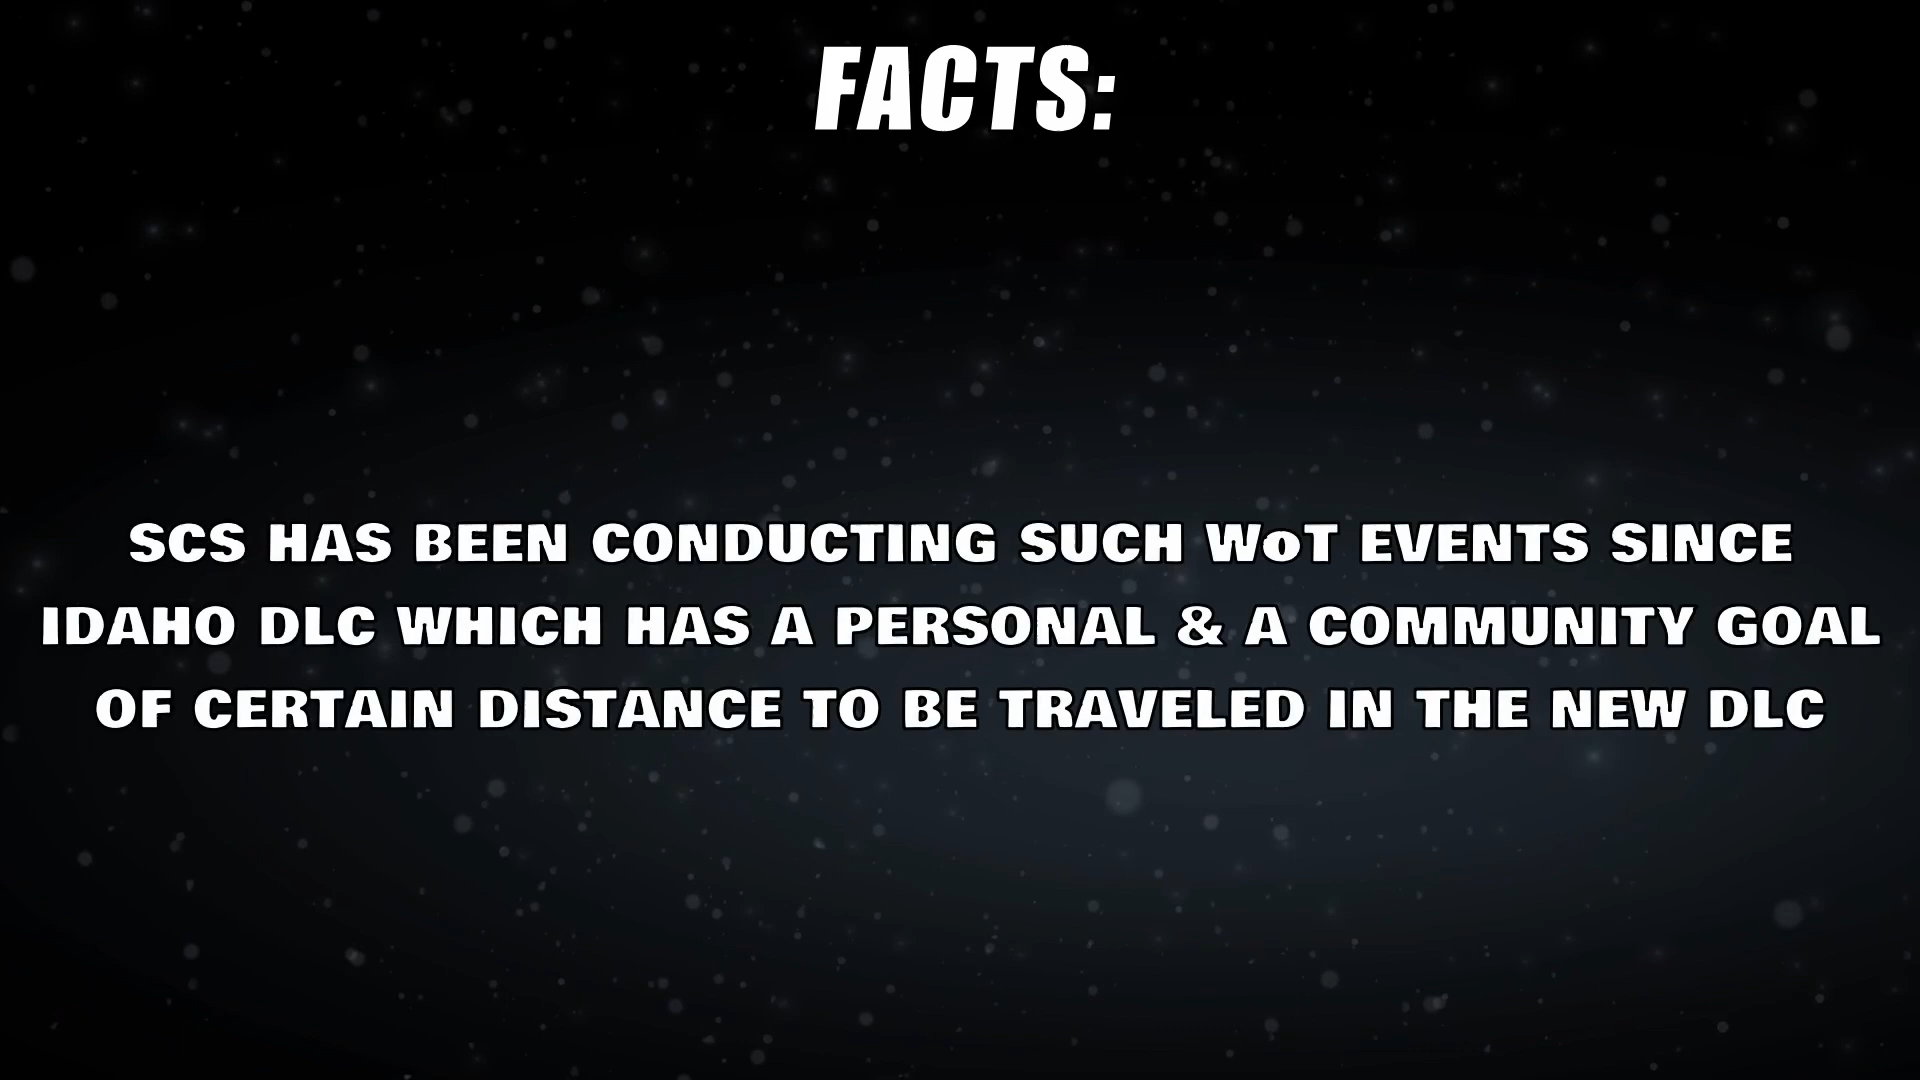 FACTS:
SCS HAS BEEN CONDUCTING SUCH WoT EVENTS SINCE
IDAHO DLC WHICH HAS A PERSONAL & A COMMUNITY GOAL
OF CERTAIN DISTANCE TO BE TRAVELED IN THE NEW DLC